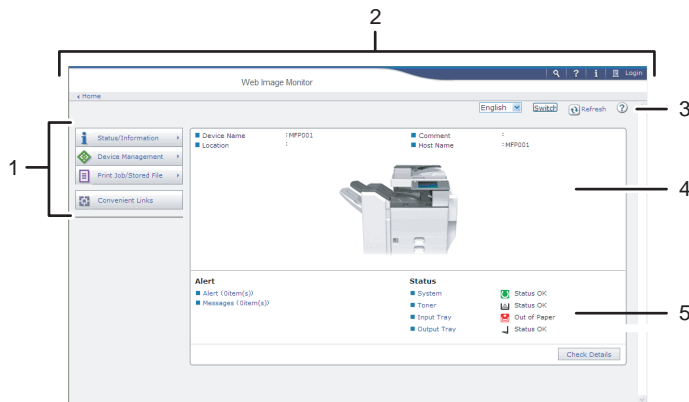 2
? i Login
Web Image Monitor
Home
English Switch Refresh ?
3
1
Status/Information
Device Management
Print Job/Stored File
Convenient Links
Device Name : MFP001 Comment :
Location : Host Name : MFP001
4
Alert Status
Alert (0item(s)) System Status OK
Messages (0item(s)) Toner Status OK
Input Tray Out of Paper
5
Output Tray Status OK
Check Details